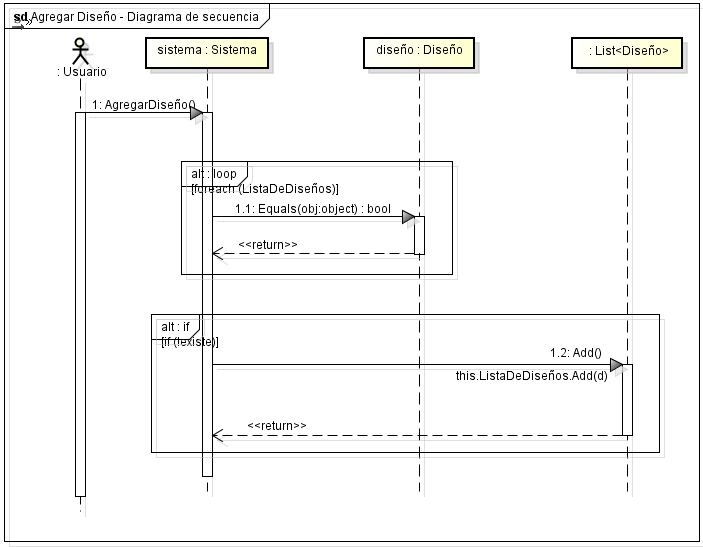 sd Agregar Diseño - Diagrama de secuencia
: Usuario
sistema : Sistema
diseño : Diseño
: List<Diseño>
1: AgregarDiseño()
alt : loop
[foreach (ListaDeDiseños)]
1.1: Equals(obj:object) : bool
<<return>>
alt : if
[if (!existe)]
1.2: Add()
this.ListaDeDiseños.Add(d)
<<return>>